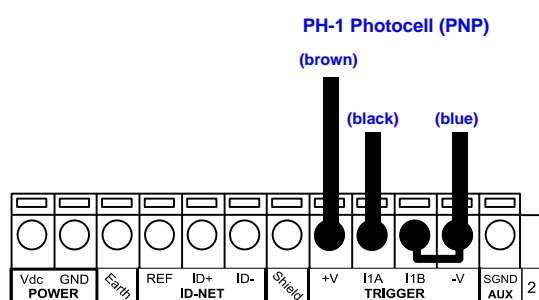 PH-1 Photocell (PNP)
(brown)
(black) (blue)
Vdc GND Earth REF ID+ ID- Shield +V I1A I1B -V SGND 2
POWER ID-NET TRIGGER AUX